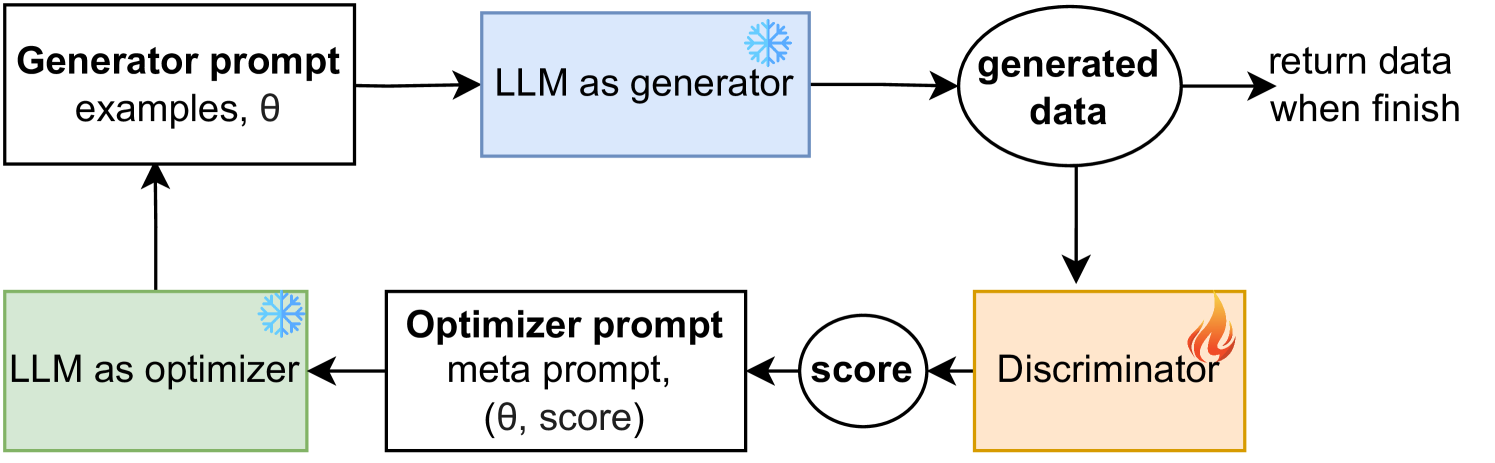 Generator prompt
examples, θ
LLM as generator
generated
data
return data
when finish
LLM as optimizer
Optimizer prompt
meta prompt,
(θ, score)
score
Discriminator